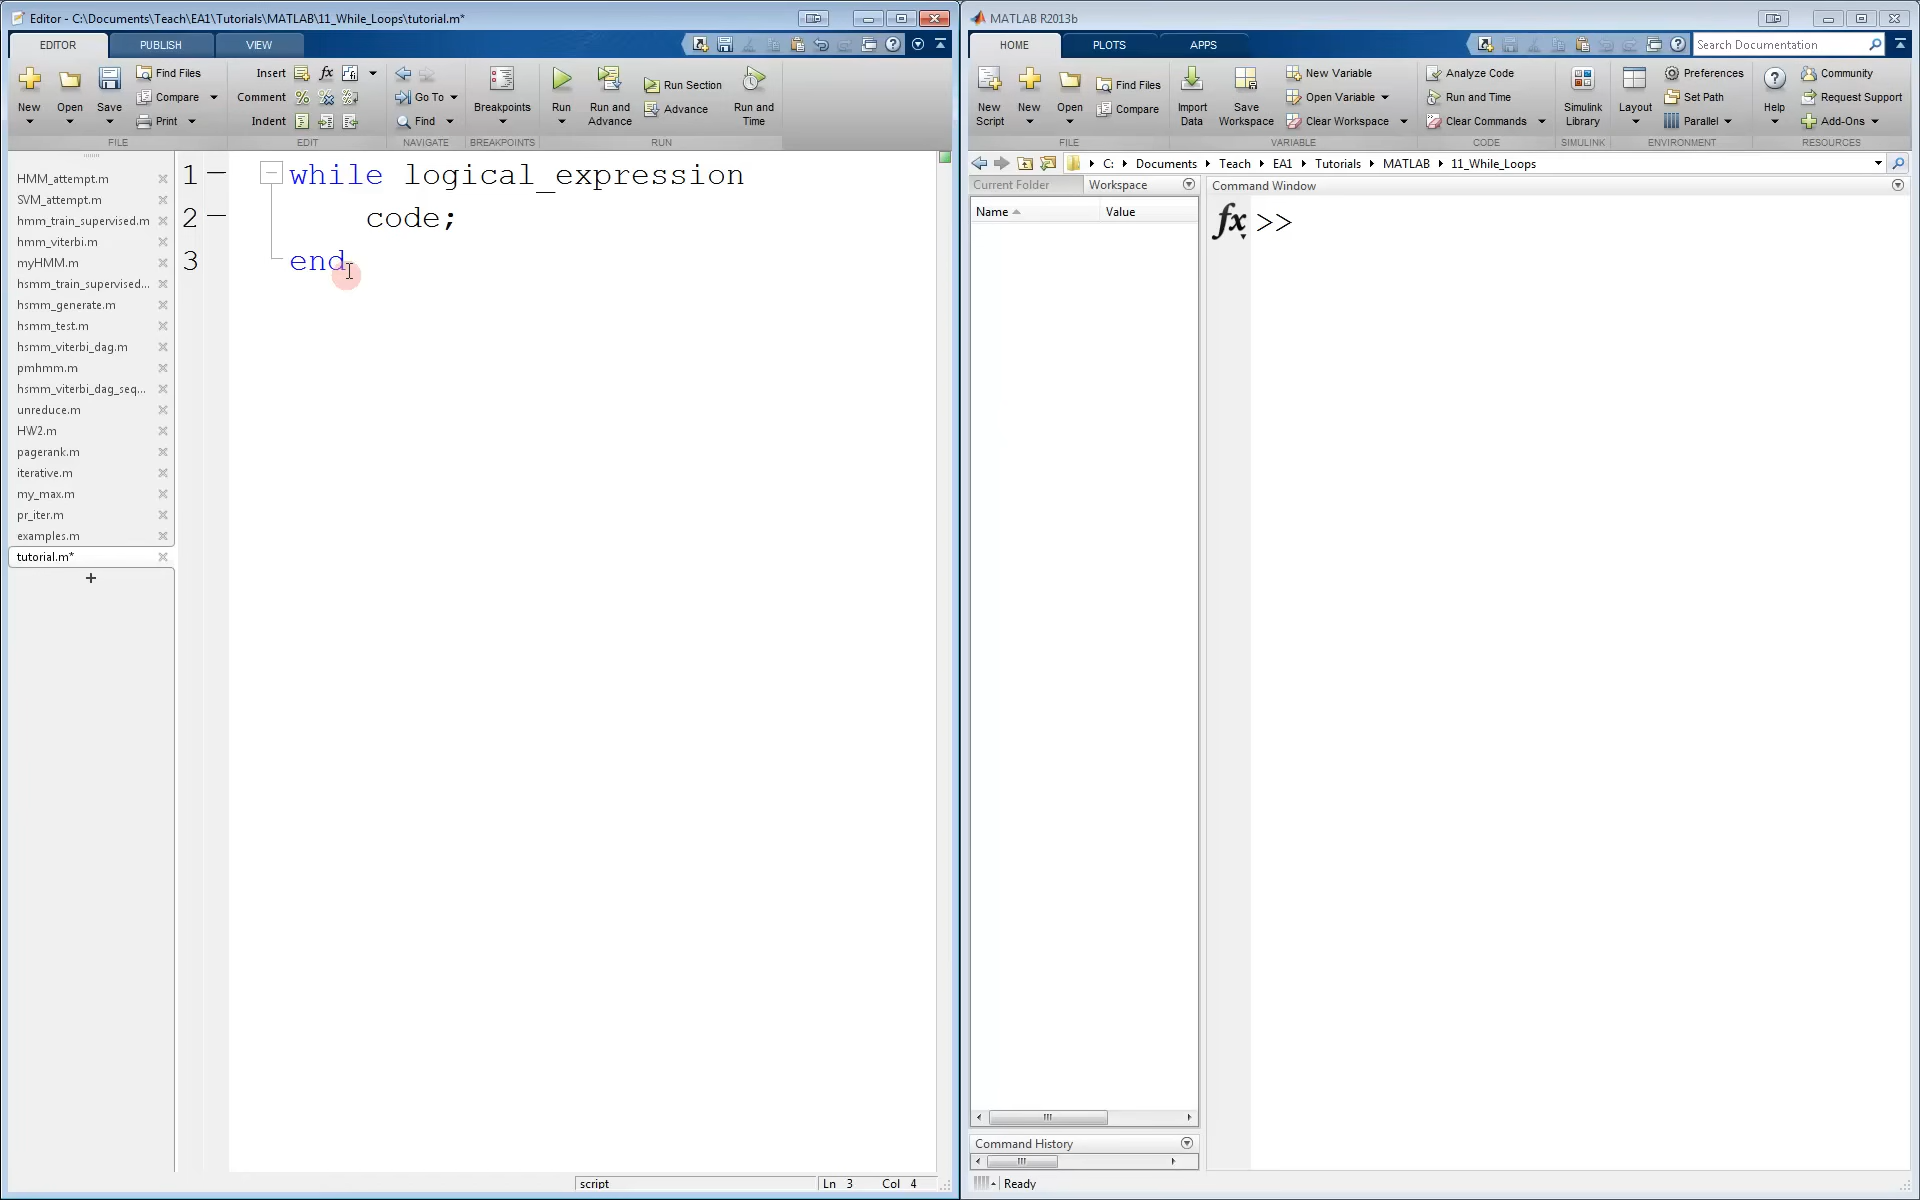 Editor - C:\Documents\Teach\EA1\Tutorials\MATLAB\11_While_Loops\tutorial.m*
EDITOR PUBLISH VIEW
New Open Save Find Files Compare Print
FILE
Insert fx
Comment
Indent
EDIT
Go To
Find
NAVIGATE
Breakpoints
BREAKPOINTS
Run Run and Advance Run Section Advance Run and Time
RUN
HMM_attempt.m
SVM_attempt.m
hmm_train_supervised.m
hmm_viterbi.m
myHMM.m
hsmm_train_supervised...
hsmm_generate.m
hsmm_test.m
hsmm_viterbi_dag.m
pmhmm.m
hsmm_viterbi_dag_seq...
unreduce.m
HW2.m
pagerank.m
iterative.m
my_max.m
pr_iter.m
examples.m
tutorial.m*
+
1 while logical_expression
2 code;
3 end
script Ln 3 Col 4
MATLAB R2013b
HOME PLOTS APPS
Search Documentation
New Script New Open Find Files Compare
FILE
Import Data Save Workspace New Variable Open Variable Clear Workspace
VARIABLE
Analyze Code
Run and Time
Clear Commands
CODE
Simulink Library
SIMULINK
Layout Preferences Set Path Parallel
ENVIRONMENT
Help Community Request Support Add-Ons
RESOURCES
C: Documents Teach EA1 Tutorials MATLAB 11_While_Loops
Current Folder Workspace
Name Value
Command History
Command Window
fx >>
Ready